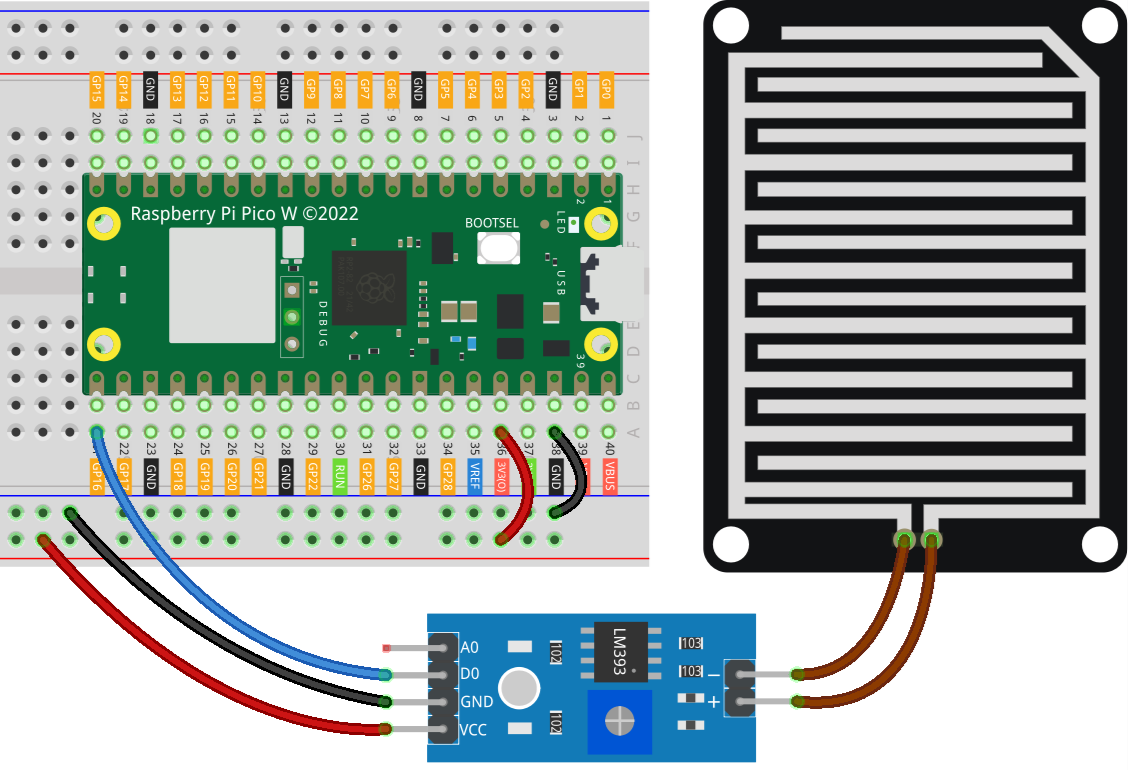 GP15 GP14 GND GP13 GP12 GP11 GP10 GND GP9 GP8 GP7 GP6 GND GP5 GP4 GP3 GP2 GND GP1 GP0
20 19 18 17 16 15 14 13 12 11 10 9 8 7 6 5 4 3 2 1
J
I
H
G
F
2 1
Raspberry Pi Pico W ©2022
BOOTSEL
LED
USB
DEBUG
39
E
D
C
B
A
22 23 24 25 26 27 28 29 30 31 32 33 34 35 36 37 38 39 40
GP16 GP17 GND GP18 GP19 GP20 GP21 GND GP22 RUN GP26 GP27 GND GP28 VREF 3V3(O) GND VBUS
A0
D0
GND
VCC
102
102
LM393
103
103
−
+